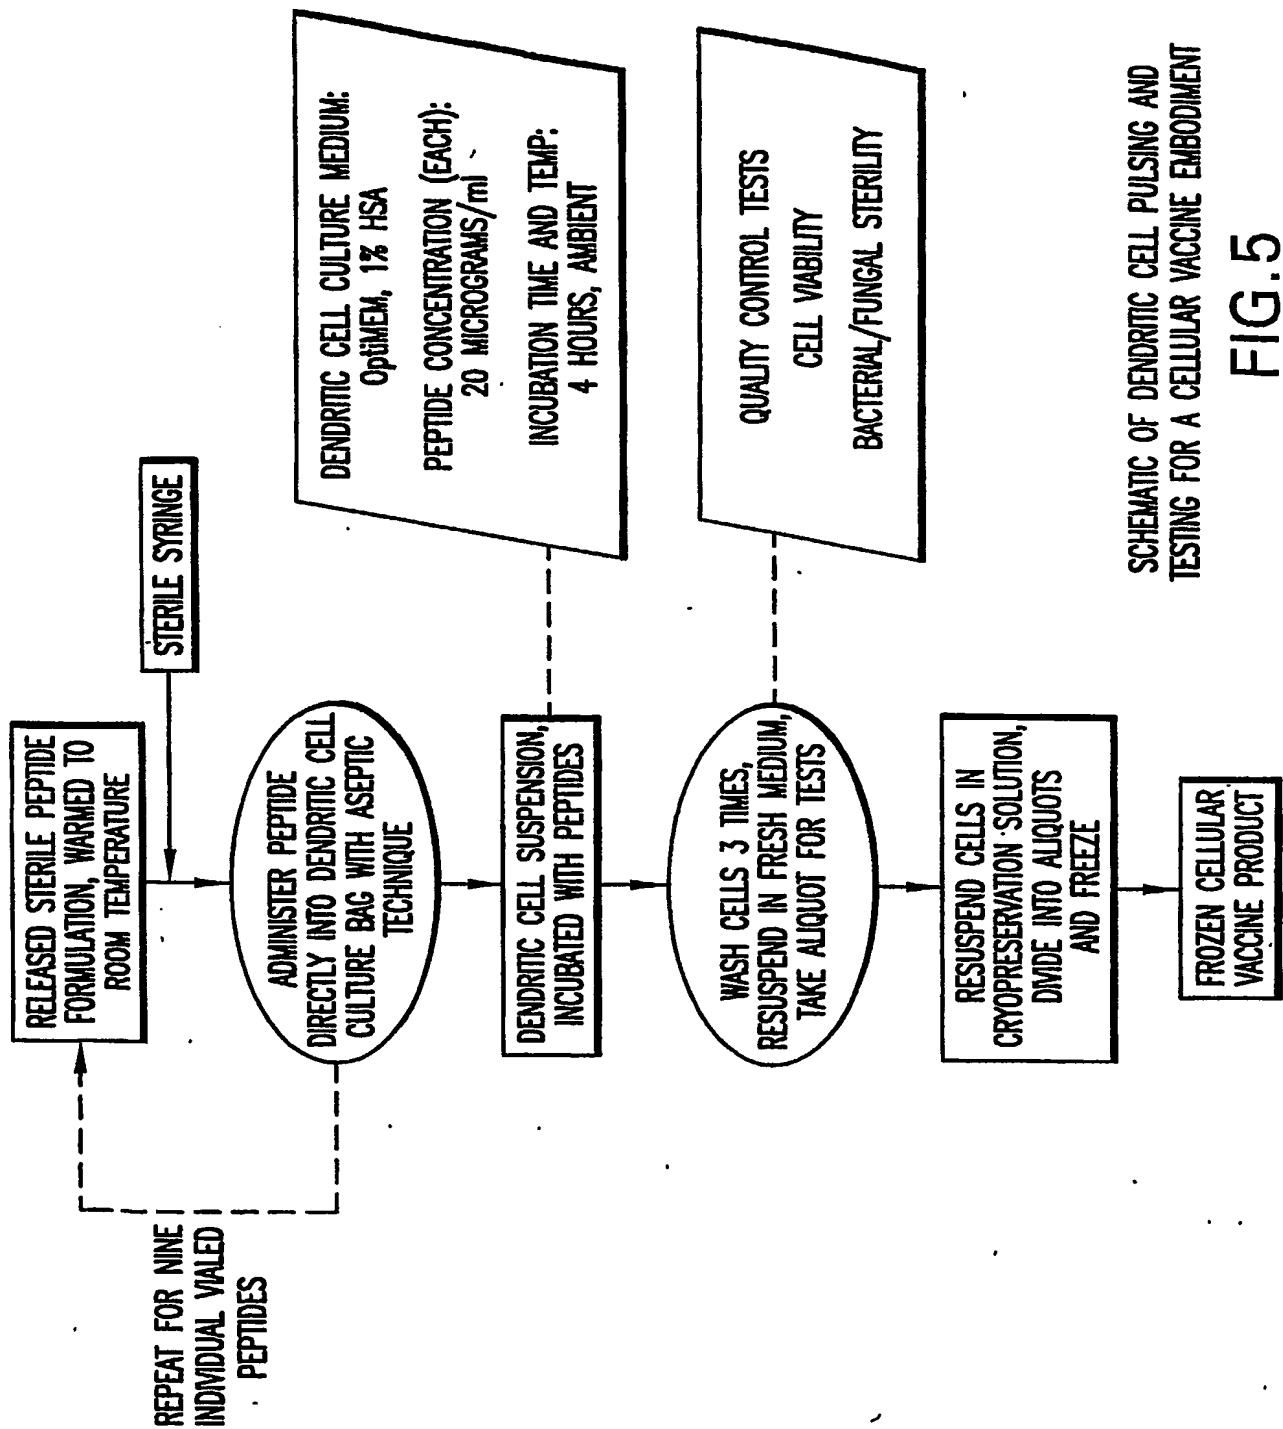 RELEASED STERILE PEPTIDE
FORMULATION, WARMED TO
ROOM TEMPERATURE
STERILE SYRINGE
REPEAT FOR NINE
INDIVIDUAL VIALED
PEPTIDES
ADMINISTER PEPTIDE
DIRECTLY INTO DENDRITIC CELL
CULTURE BAG WITH ASEPTIC
TECHNIQUE
DENDRITIC CELL SUSPENSION,
INCUBATED WITH PEPTIDES
DENDRITIC CELL CULTURE MEDIUM:
OptiMEM, 1% HSA
PEPTIDE CONCENTRATION (EACH):
20 MICROGRAMS/ml
INCUBATION TIME AND TEMP:
4 HOURS, AMBIENT
WASH CELLS 3 TIMES,
RESUSPEND IN FRESH MEDIUM,
TAKE ALIQUOT FOR TESTS
QUALITY CONTROL TESTS
CELL VIABILITY
BACTERIAL/FUNGAL STERILITY
RESUSPEND CELLS IN
CRYOPRESERVATION SOLUTION,
DIVIDE INTO ALIQUOTS
AND FREEZE
FROZEN CELLULAR
VACCINE PRODUCT
SCHEMATIC OF DENDRITIC CELL PULSING AND
TESTING FOR A CELLULAR VACCINE EMBODIMENT
FIG.5